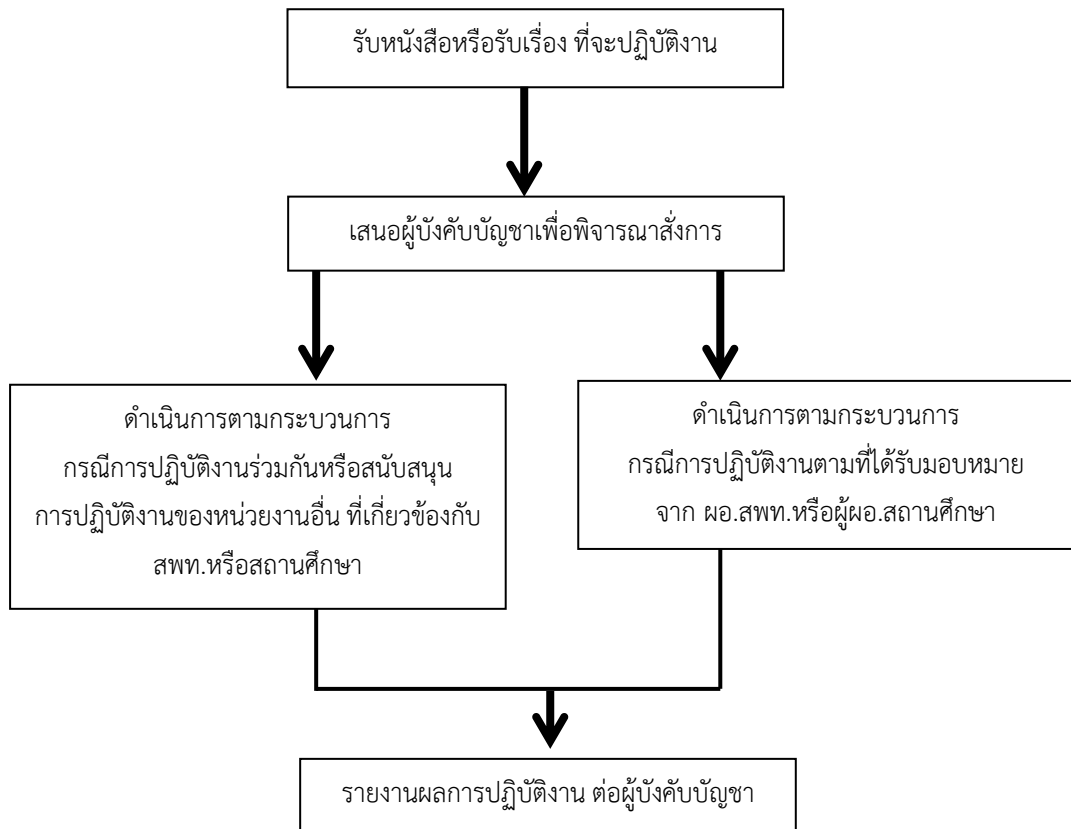 รับหนังสือหรือรับเรื่อง ที่จะปฏิบัติงาน
เสนอผู้บังคับบัญชาเพื่อพิจารณาสั่งการ
ดำเนินการตามกระบวนการ
กรณีการปฏิบัติงานร่วมกันหรือสนับสนุน
การปฏิบัติงานของหน่วยงานอื่น ที่เกี่ยวข้องกับ
สพท.หรือสถานศึกษา
ดำเนินการตามกระบวนการ
กรณีการปฏิบัติงานตามที่ได้รับมอบหมาย
จาก ผอ.สพท.หรือผู้ผอ.สถานศึกษา
รายงานผลการปฏิบัติงาน ต่อผู้บังคับบัญชา